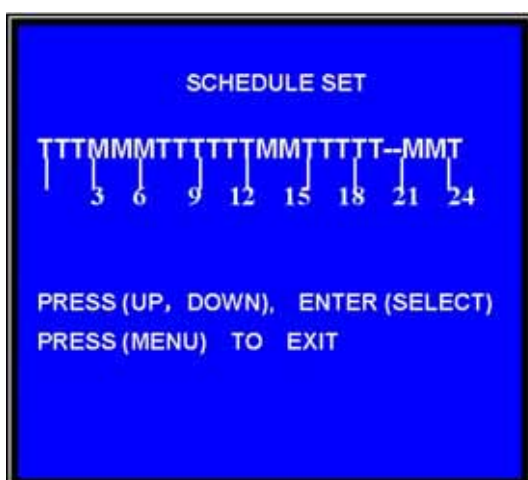 SCHEDULE SET
TTTMMMTTTTTTMMTTTTT--MMT
3 6 9 12 15 18 21 24
PRESS (UP, DOWN), ENTER (SELECT)
PRESS (MENU) TO EXIT